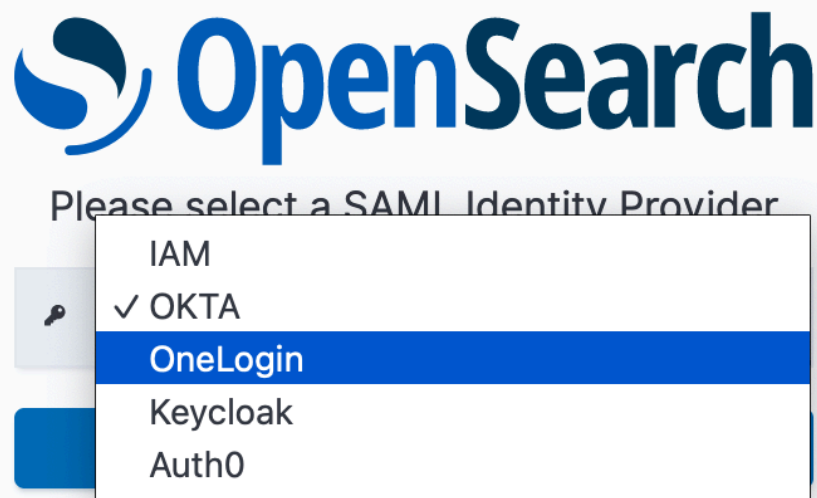 OpenSearch
Please select a SAML Identity Provider
IAM
✓ OKTA
OneLogin
Keycloak
Auth0